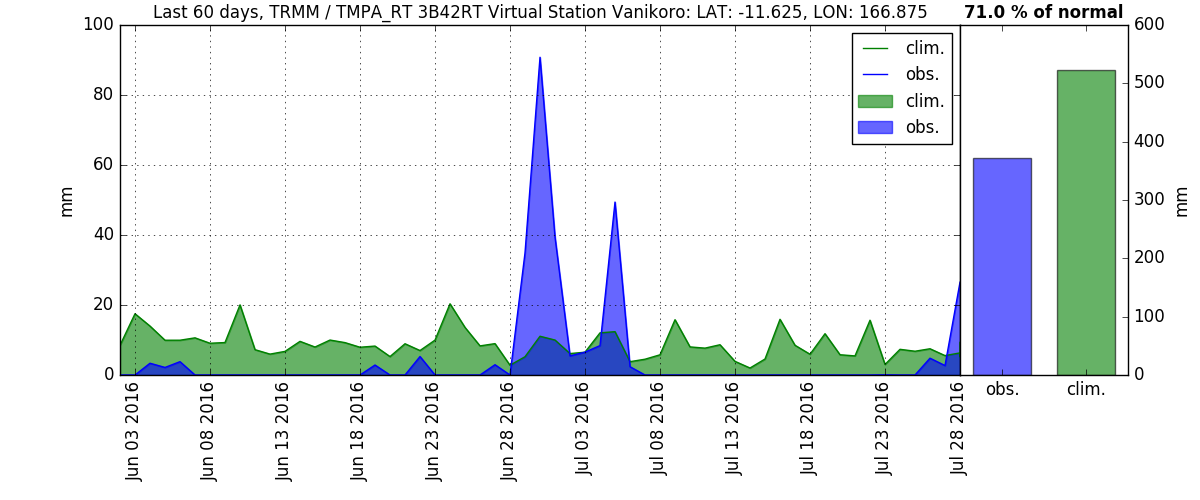 Last 60 days, TRMM / TMPA_RT 3B42RT Virtual Station Vanikoro: LAT: -11.625, LON: 166.875
71.0 % of normal
100
80
60
40
20
0
mm
clim.
obs.
clim.
obs.
Jun 03 2016
Jun 08 2016
Jun 13 2016
Jun 18 2016
Jun 23 2016
Jun 28 2016
Jul 03 2016
Jul 08 2016
Jul 13 2016
Jul 18 2016
Jul 23 2016
Jul 28 2016
600
500
400
300
200
100
0
mm
obs.
clim.